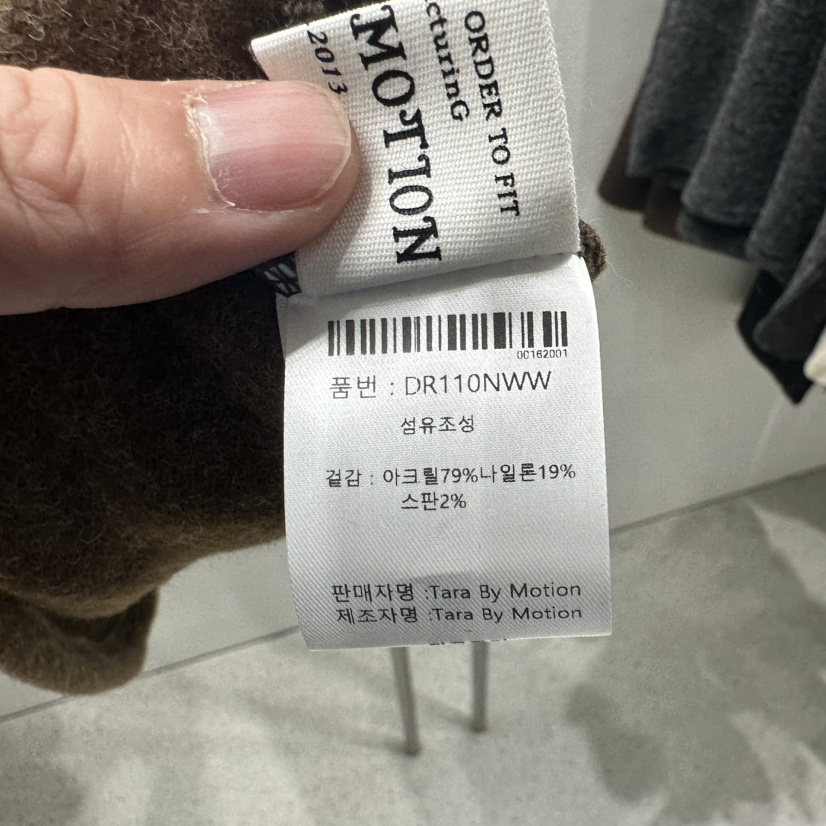 ORDER TO FIT
cturinG
MOTION
2013
00162001
품번 : DR110NWW
섬유조성
겉감 : 아크릴79%나일론19%
스판2%
판매자명 :Tara By Motion
제조자명 :Tara By Motion